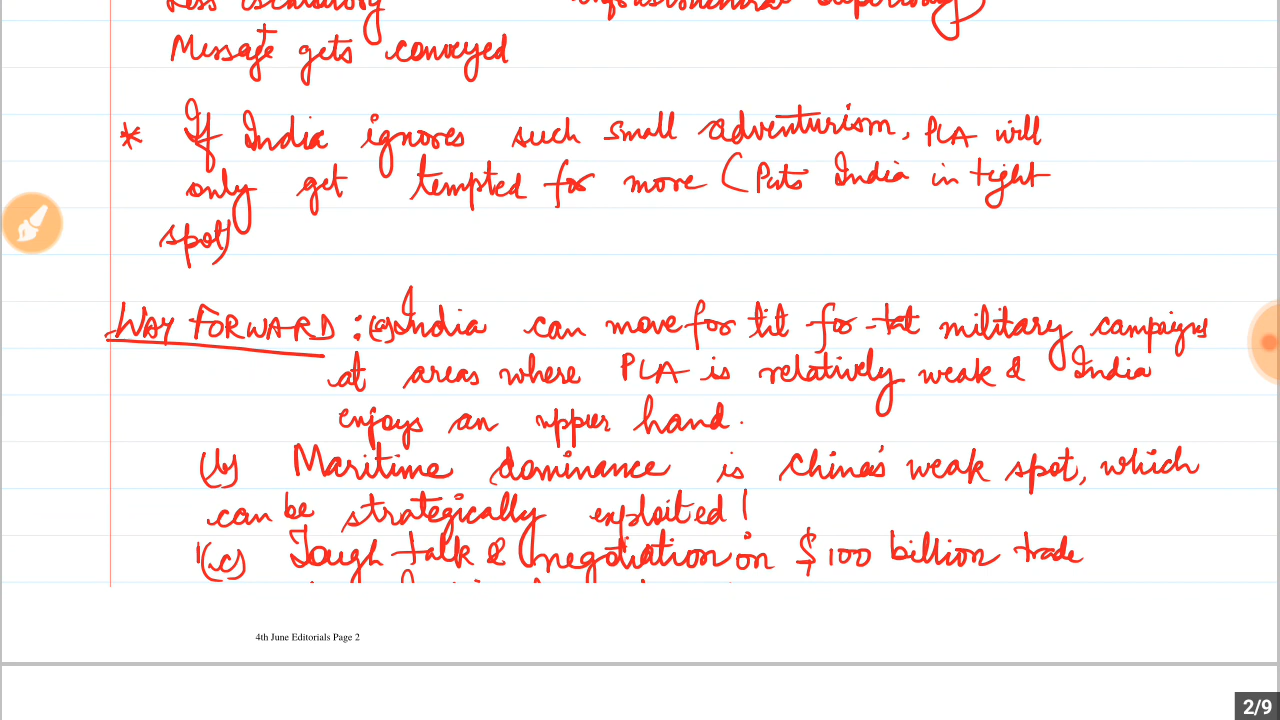 Less escalatory
Message gets conveyed
* If India ignores such small adventurism, PLA will
only get tempted for more (Puts India in tight
spot)
WAY FORWARD : (a) India can move for tit for tat military campaigns
at areas where PLA is relatively weak & India
enjoys an upper hand.
(b) Maritime dominance is China's weak spot, which
can be strategically exploited!
(c) Tough talk & negotiation on $100 billion trade
4th June Editorials Page 2
2/9